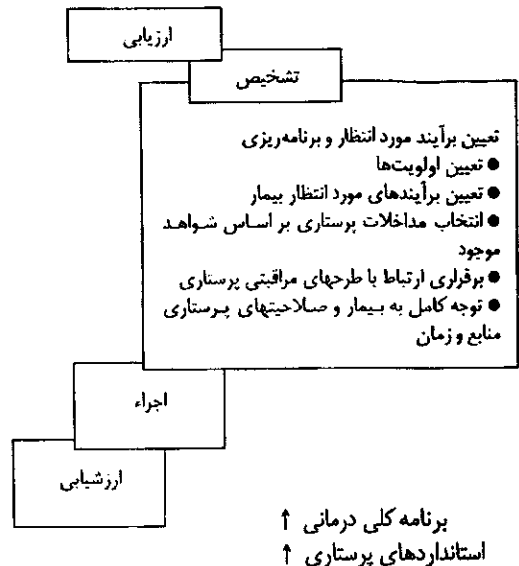 ارزیابی
تشخیص
تعیین برآیند مورد انتظار و برنامه‌ریزی
● تعیین اولویت‌ها
● تعیین برآیندهای مورد انتظار بیمار
● انتخاب مداخلات پرستاری بر اساس شواهد
موجود
● برقراری ارتباط با طرحهای مراقبتی پرستاری
● توجه کامل به بیمار و صلاحیتهای پرستاری
منابع و زمان
اجراء
ارزشیابی
برنامه کلی درمانی ↑
استانداردهای پرستاری ↑